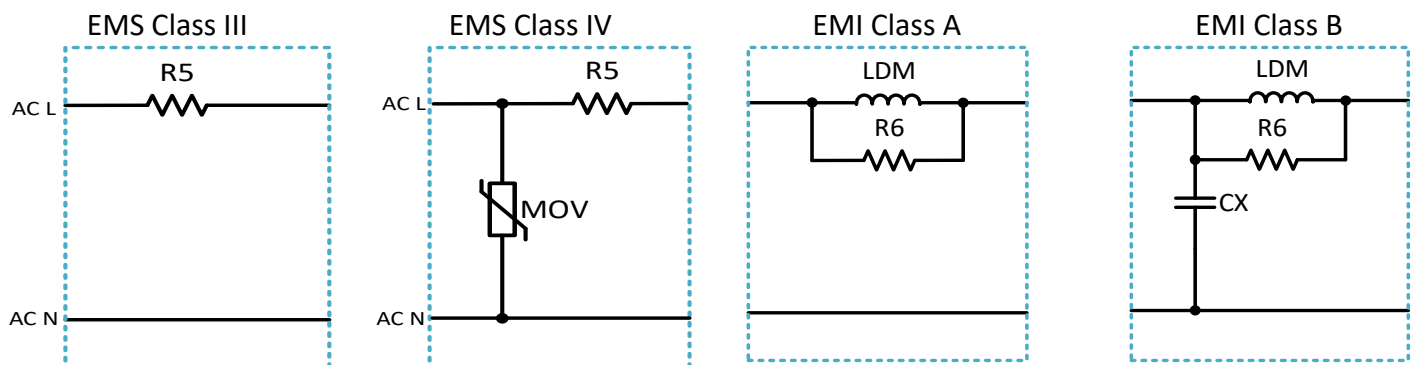 EMS Class III
EMS Class IV
EMI Class A
EMI Class B
R5
R5
LDM
LDM
AC L
AC L
R6
R6
MOV
CX
AC N
AC N